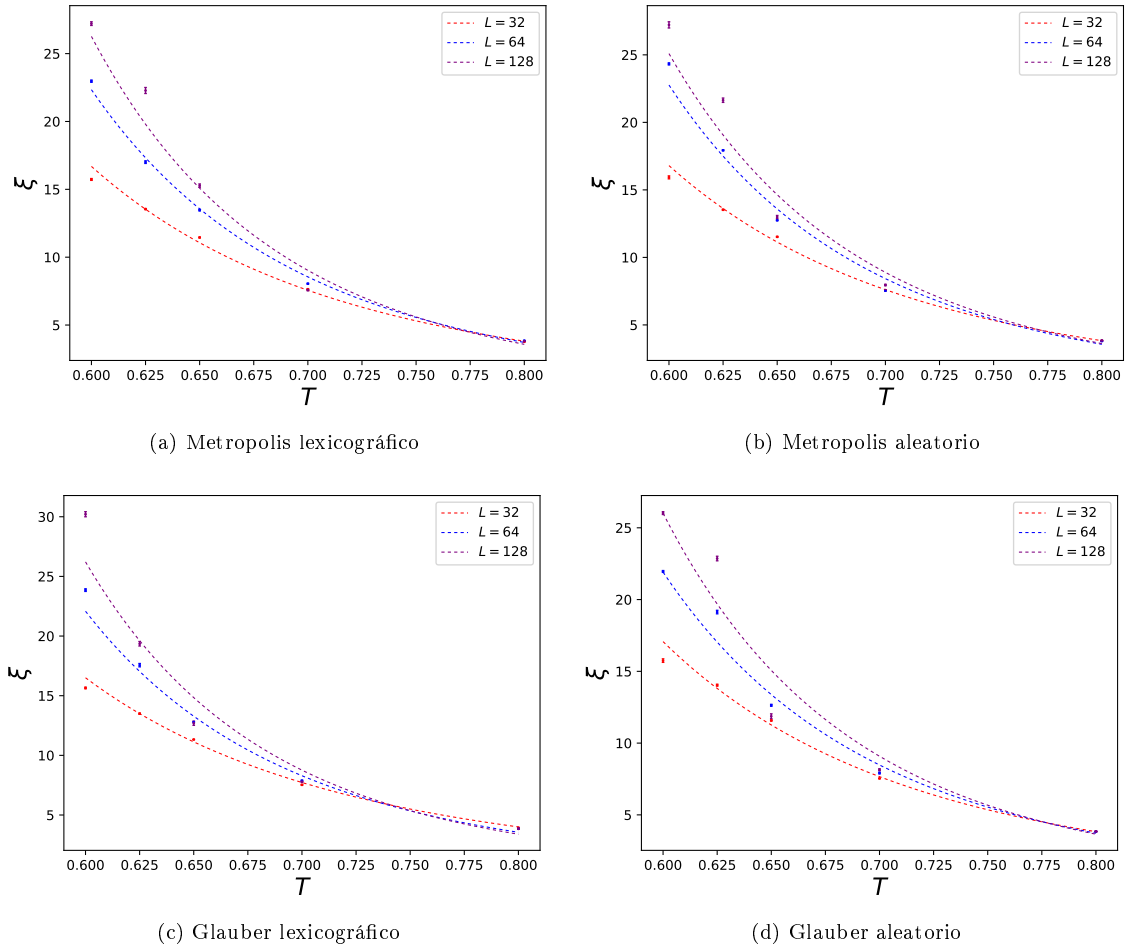 L = 32
L = 64
L = 128
25
20
15
10
5
ξ
0.600 0.625 0.650 0.675 0.700 0.725 0.750 0.775 0.800
T
(a) Metropolis lexicográfico
L = 32
L = 64
L = 128
25
20
15
10
5
ξ
0.600 0.625 0.650 0.675 0.700 0.725 0.750 0.775 0.800
T
(b) Metropolis aleatorio
L = 32
L = 64
L = 128
30
25
20
15
10
5
ξ
0.600 0.625 0.650 0.675 0.700 0.725 0.750 0.775 0.800
T
(c) Glauber lexicográfico
L = 32
L = 64
L = 128
25
20
15
10
5
ξ
0.600 0.625 0.650 0.675 0.700 0.725 0.750 0.775 0.800
T
(d) Glauber aleatorio